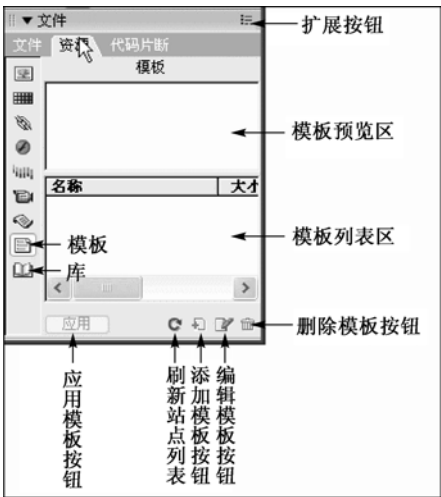 文件
扩展按钮
文件 资源 代码片断
模板
模板预览区
名称 大小
模板列表区
模板
库
应用
删除模板按钮
应用模板按钮
刷新站点列表
添加模板按钮
编辑模板按钮